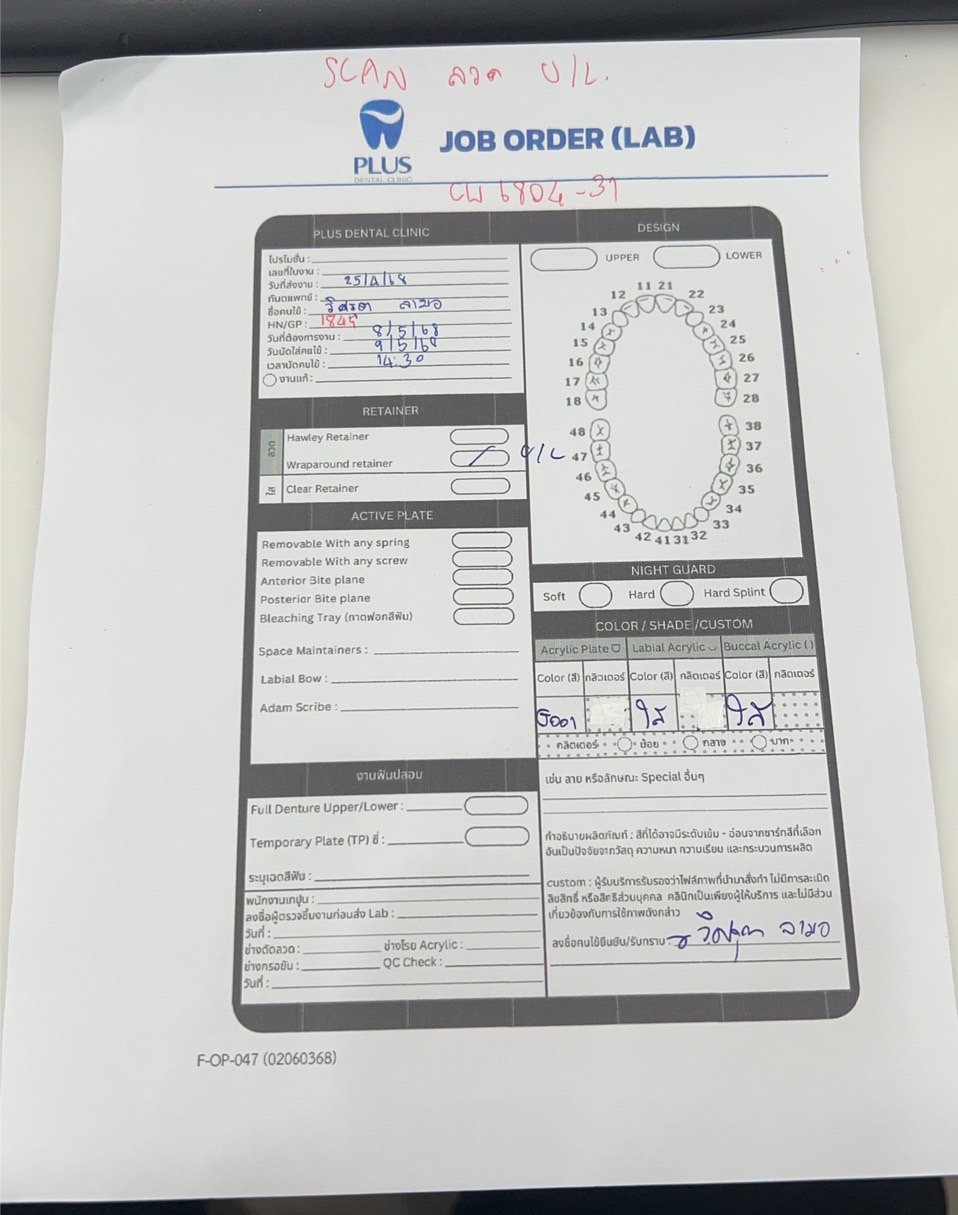 SCAN ลวด U/L.
PLUS
DENTAL CLINIC
JOB ORDER (LAB)
CW 6804-31
PLUS DENTAL CLINIC
โปรโมชั่น :
เลขที่ใบงาน :
วันที่ส่งงาน : 25/4/68
ทันตแพทย์ :
ชื่อคนไข้ :
HN/GP : 1845
วันที่ต้องการงาน : 8/5/68
วันนัดใส่คนไข้ : 9/5/68
เวลานัดคนไข้ : 14:30
งานแก้ :
RETAINER
ลวด
Hawley Retainer
Wraparound retainer U/L
ใส
Clear Retainer
ACTIVE PLATE
Removable With any spring
Removable With any screw
Anterior Bite plane
Posterior Bite plane
Bleaching Tray (ถาดฟอกสีฟัน)
Space Maintainers :
Labial Bow :
Adam Scribe :
งานฟันปลอม
Full Denture Upper/Lower :
Temporary Plate (TP) ซี่ :
ระบุเฉดสีฟัน :
พนักงานเทปูน :
ลงชื่อผู้ตรวจชิ้นงานก่อนส่ง Lab :
วันที่ :
ช่างดัดลวด : ช่างโรย Acrylic :
ช่างกรอขัน : QC Check :
วันที่ :
DESIGN
UPPER LOWER
11 21
12 22
13 23
14 24
15 25
16 26
17 27
18 28
48 38
47 37
46 36
45 35
44 34
43 33
42 41 31 32
NIGHT GUARD
Soft Hard Hard Splint
COLOR / SHADE /CUSTOM
Acrylic Plate Labial Acrylic Buccal Acrylic ( )
Color (สี) กลิตเตอร์ Color (สี) กลิตเตอร์ Color (สี) กลิตเตอร์
ใส ใส
กลิตเตอร์ น้อย กลาง มาก
เช่น ลาย หรือลักษณะ Special อื่นๆ
คำอธิบายผลิตภัณฑ์ : สีที่ได้อาจมีระดับเข้ม - อ่อนจากชาร์ทสีที่เลือก
อันเป็นปัจจัยจากวัสดุ ความหนา ความเรียบ และกระบวนการผลิต
custom : ผู้รับบริการรับรองว่าไฟล์ภาพที่นำมาสั่งทำ ไม่มีการละเมิด
ลิขสิทธิ์ หรือสิทธิส่วนบุคคล คลินิกเป็นเพียงผู้ให้บริการ และไม่มีส่วน
เกี่ยวข้องกับการใช้ภาพดังกล่าว
ลงชื่อคนไข้ยืนยัน/รับทราบ :
F-OP-047 (02060368)